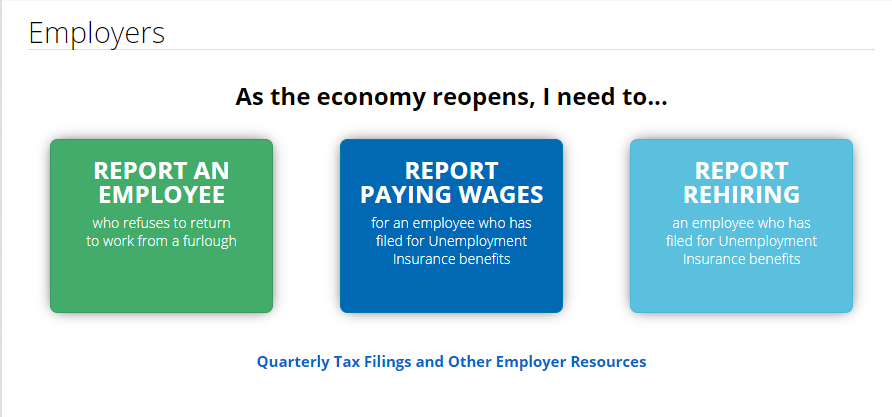 Employers
As the economy reopens, I need to...
REPORT AN
EMPLOYEE
who refuses to return
to work from a furlough
REPORT
PAYING WAGES
for an employee who has
filed for Unemployment
Insurance benefits
REPORT
REHIRING
an employee who has
filed for Unemployment
Insurance benefits
Quarterly Tax Filings and Other Employer Resources